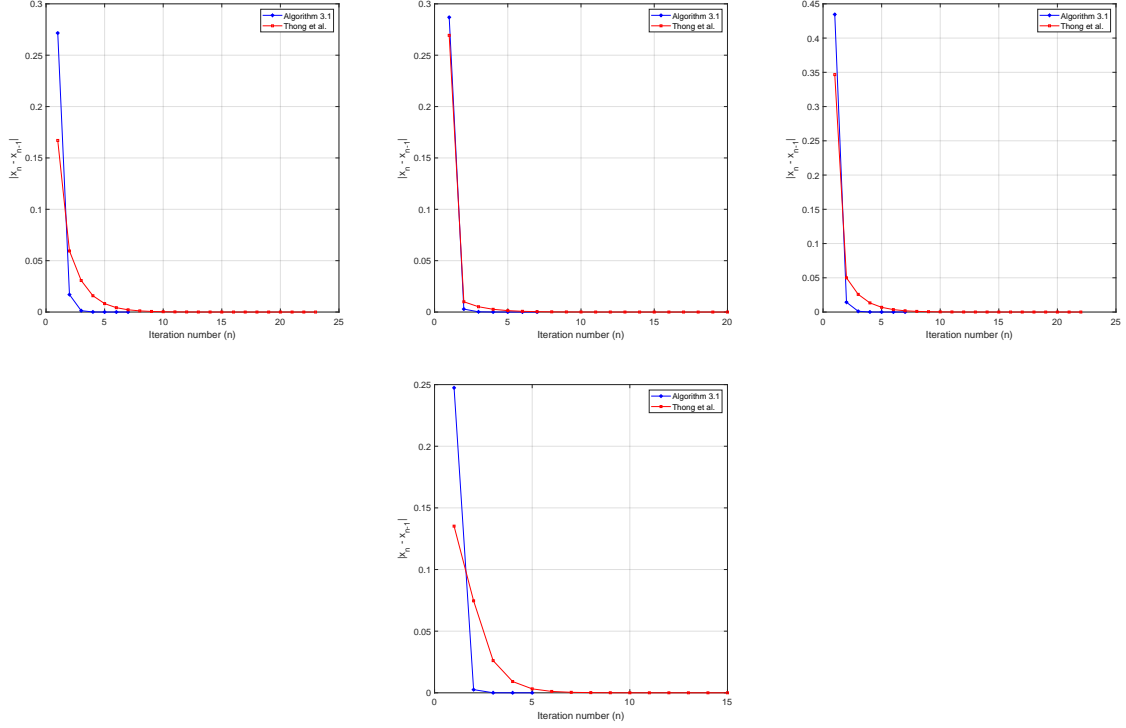 0.3
0.25
0.2
0.15
0.1
0.05
0
|x_n - x_{n-1}|
0 5 10 15 20 25
Iteration number (n)
Algorithm 3.1
Thong et al.
0.3
0.25
0.2
0.15
0.1
0.05
0
|x_n - x_{n-1}|
0 5 10 15 20
Iteration number (n)
Algorithm 3.1
Thong et al.
0.45
0.4
0.35
0.3
0.25
0.2
0.15
0.1
0.05
0
|x_n - x_{n-1}|
0 5 10 15 20 25
Iteration number (n)
Algorithm 3.1
Thong et al.
0.25
0.2
0.15
0.1
0.05
0
|x_n - x_{n-1}|
0 5 10 15
Iteration number (n)
Algorithm 3.1
Thong et al.